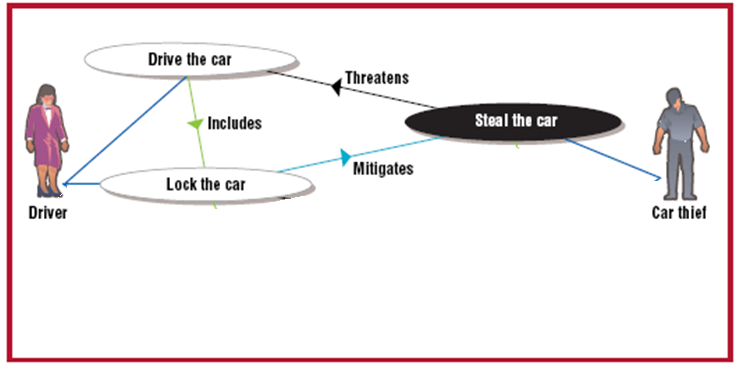 Drive the car
Threatens
Steal the car
Includes
Mitigates
Lock the car
Driver
Car thief